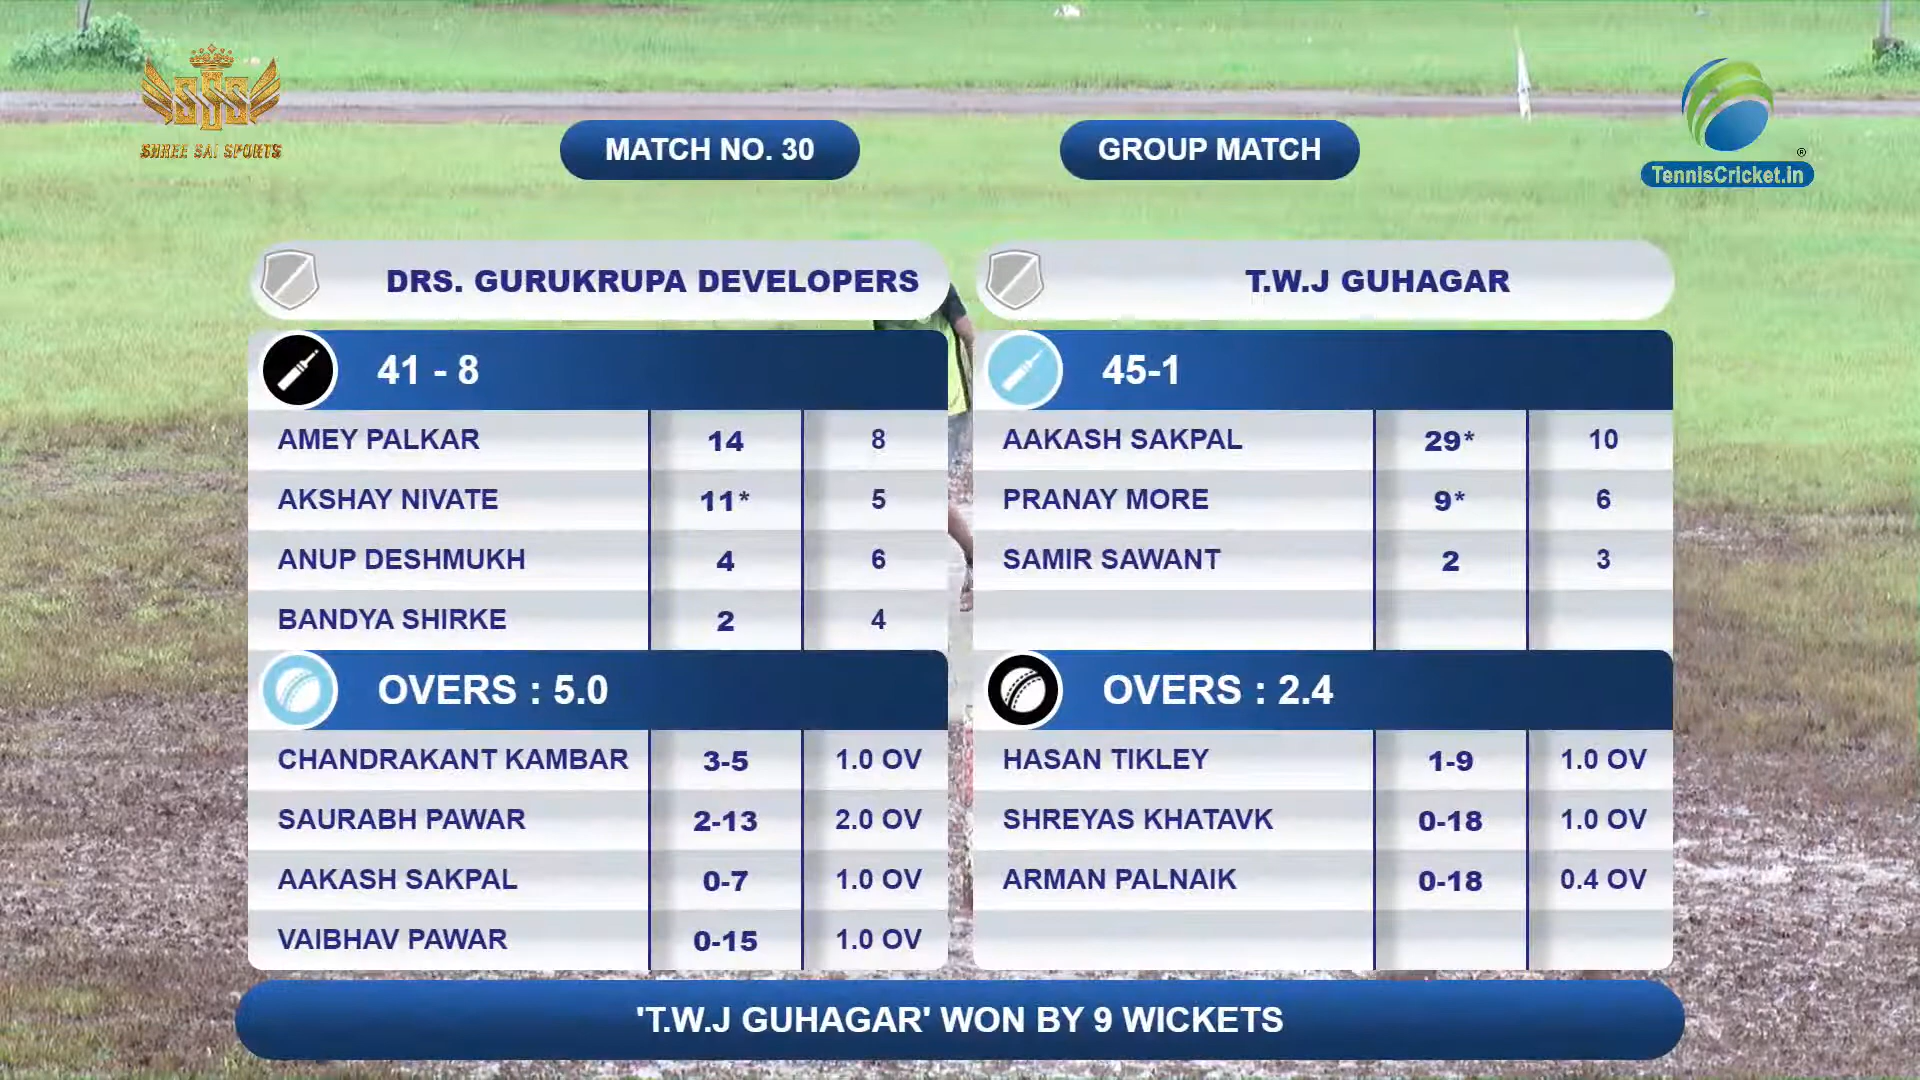 SHREE SAI SPORTS
MATCH NO. 30
GROUP MATCH
®
TennisCricket.in
DRS. GURUKRUPA DEVELOPERS
41 - 8
AMEY PALKAR 14 8
AKSHAY NIVATE 11* 5
ANUP DESHMUKH 4 6
BANDYA SHIRKE 2 4
OVERS : 5.0
CHANDRAKANT KAMBAR 3-5 1.0 OV
SAURABH PAWAR 2-13 2.0 OV
AAKASH SAKPAL 0-7 1.0 OV
VAIBHAV PAWAR 0-15 1.0 OV
T.W.J GUHAGAR
45-1
AAKASH SAKPAL 29* 10
PRANAY MORE 9* 6
SAMIR SAWANT 2 3
OVERS : 2.4
HASAN TIKLEY 1-9 1.0 OV
SHREYAS KHATAVK 0-18 1.0 OV
ARMAN PALNAIK 0-18 0.4 OV
'T.W.J GUHAGAR' WON BY 9 WICKETS